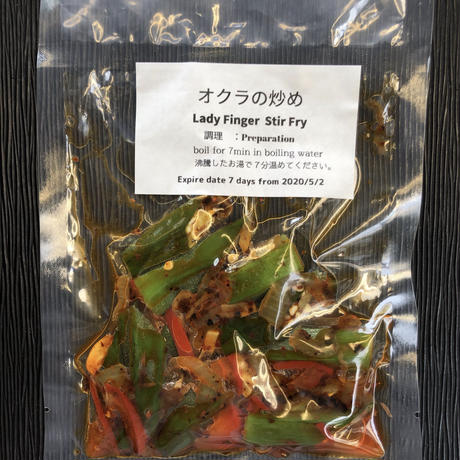 オクラの炒め
Lady Finger Stir Fry
調理 :Preparation
boil for 7min in boiling water
沸騰したお湯で7分温めてください。
Expire date 7 days from 2020/5/2